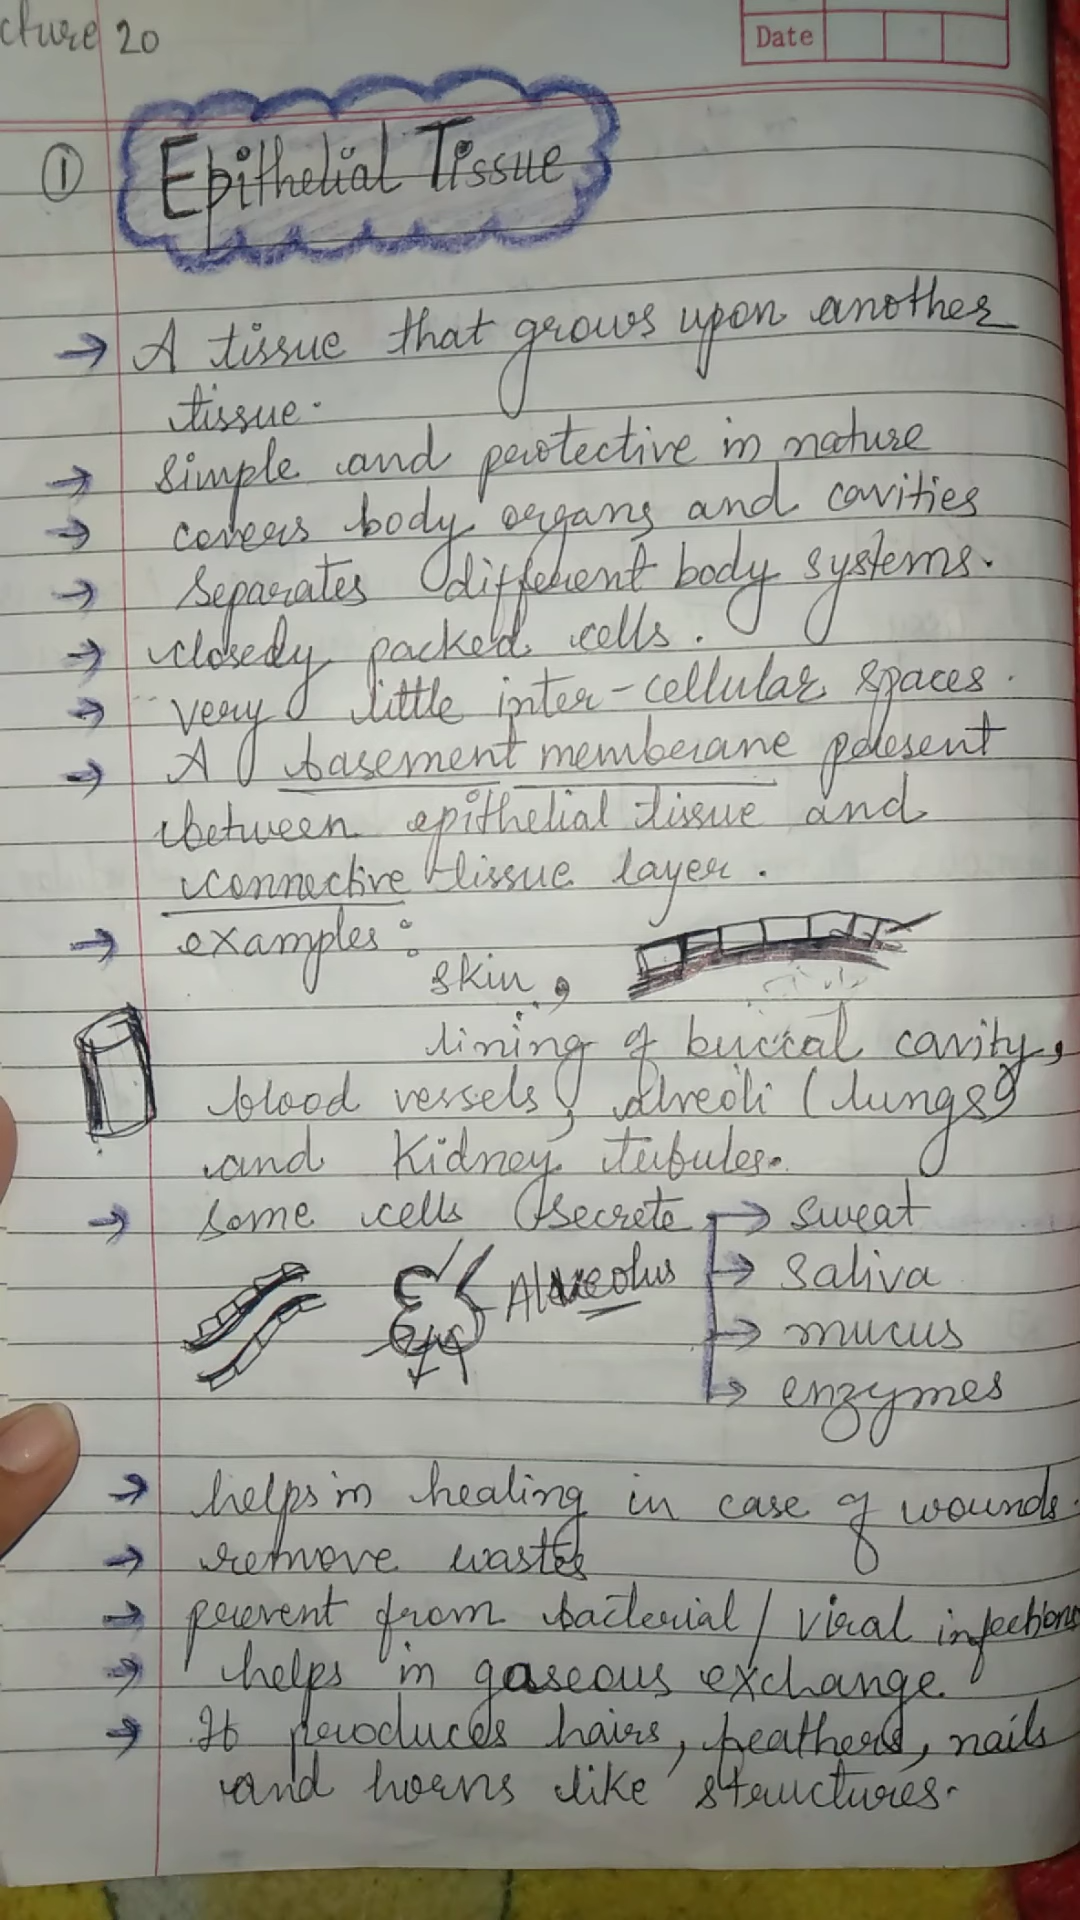 cture 20
Date
① Epithelial Tissue
→ A tissue that grows upon another
tissue.
→ Simple and protective in nature
→ covers body organs and cavities
→ Separates different body systems.
→ closely packed cells.
→ very little inter-cellular spaces.
→ A basement membrane present
between epithelial tissue and
connective tissue layer.
→ examples:
skin,
lining of buccal cavity,
blood vessels, alveoli (lungs)
and Kidney tubules.
→ some cells secrete → sweat
→ saliva
Alveolus
→ mucus
→ enzymes
→ helps in healing in case of wounds.
→ remove wastes
→ prevent from bacterial / viral infections
→ helps in gaseous exchange.
→ It produces hairs, feathers, nails
and horns like structures.